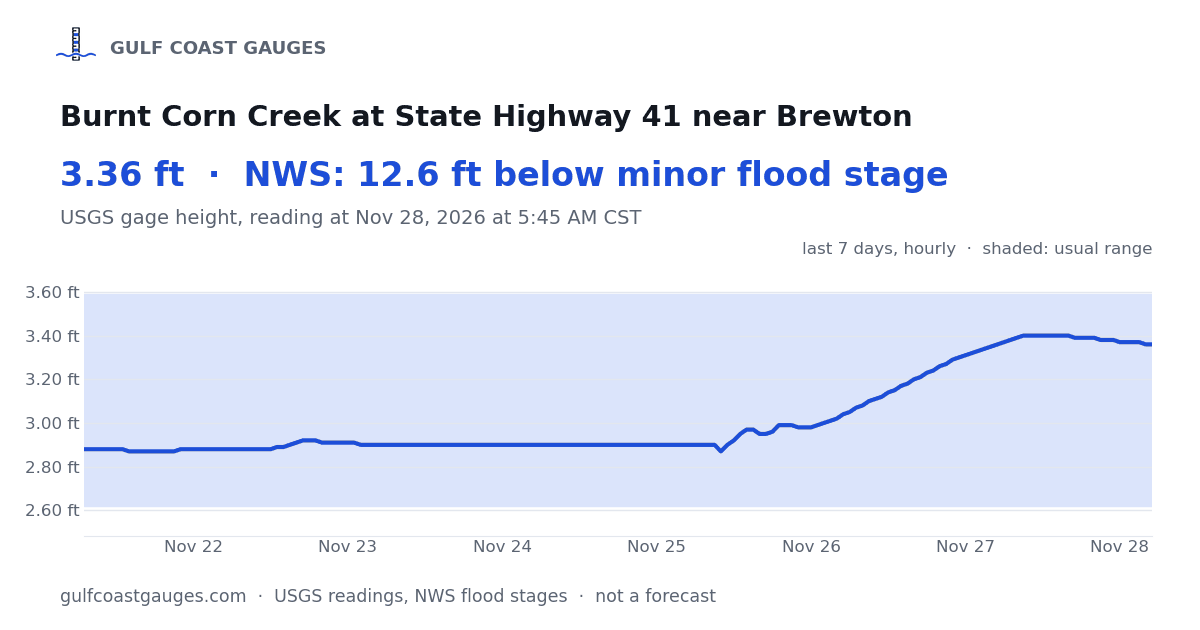 GULF COAST GAUGES
Burnt Corn Creek at State Highway 41 near Brewton
3.36 ft · NWS: 12.6 ft below minor flood stage
USGS gage height, reading at Nov 28, 2026 at 5:45 AM CST
last 7 days, hourly · shaded: usual range
3.60 ft
3.40 ft
3.20 ft
3.00 ft
2.80 ft
2.60 ft
Nov 22 Nov 23 Nov 24 Nov 25 Nov 26 Nov 27 Nov 28
gulfcoastgauges.com · USGS readings, NWS flood stages · not a forecast